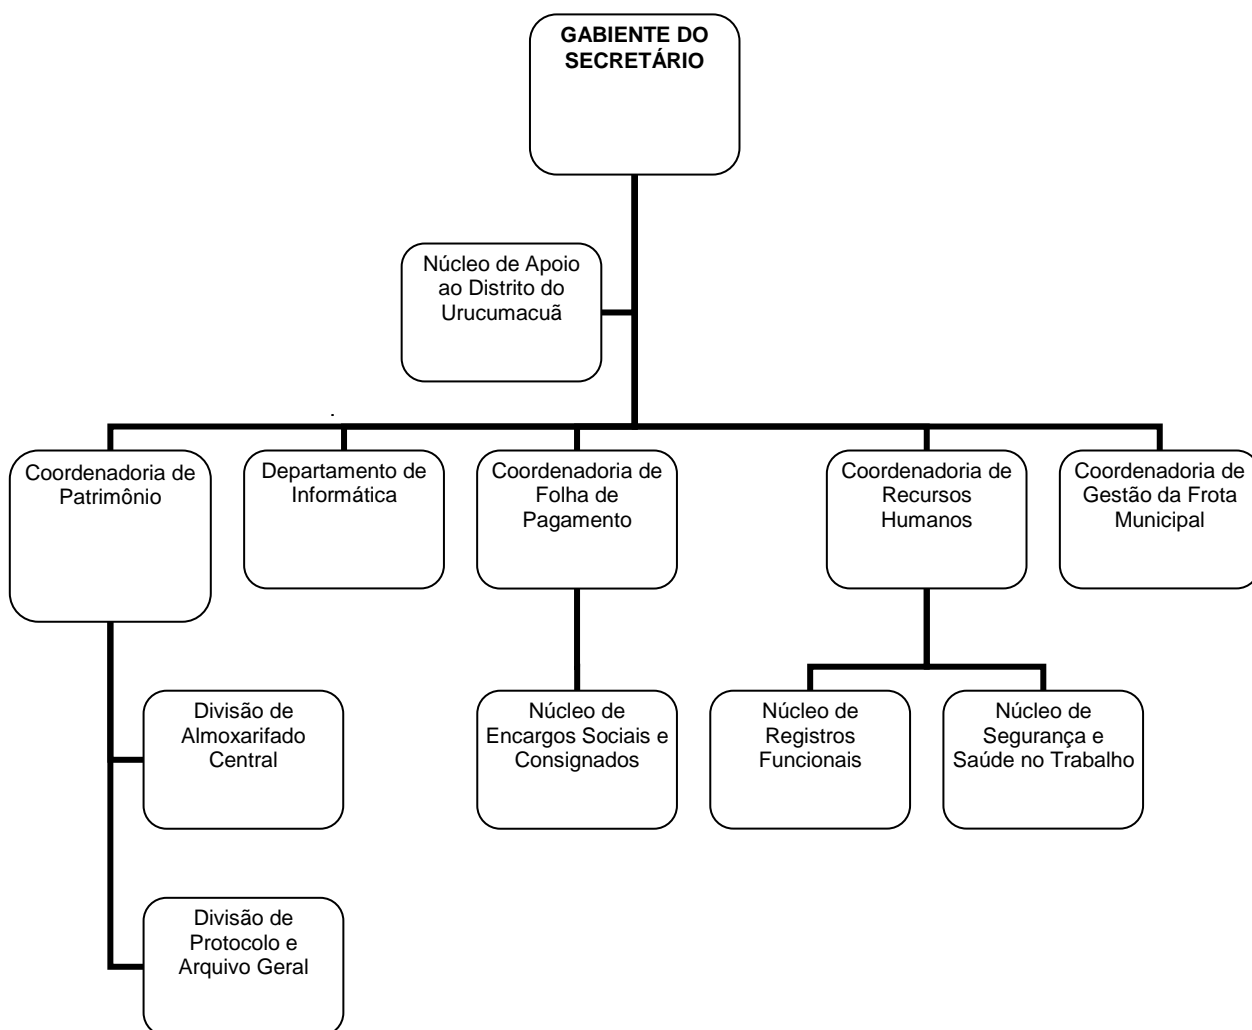 GABIENTE DO
SECRETÁRIO
Núcleo de Apoio
ao Distrito do
Urucumacuã
Coordenadoria de
Patrimônio
Departamento de
Informática
Coordenadoria de
Folha de
Pagamento
Coordenadoria de
Recursos
Humanos
Coordenadoria de
Gestão da Frota
Municipal
Divisão de
Almoxarifado
Central
Núcleo de
Encargos Sociais e
Consignados
Núcleo de
Registros
Funcionais
Núcleo de
Segurança e
Saúde no Trabalho
Divisão de
Protocolo e
Arquivo Geral